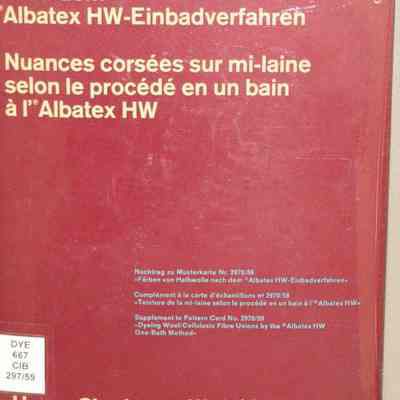 ®Albatex HW-Einbadverfahren
Nuances corsées sur mi-laine
selon le procédé en un bain
à l'®Albatex HW
Nachtrag zu Musterkarte Nr. 2970/59
«Färben von Halbwolle nach dem ®Albatex HW-Einbadverfahren»
Complément à la carte d'échantillons nº 2970/59
«Teinture de la mi-laine selon le procédé en un bain à l'®Albatex HW»
Supplement to Pattern Card No. 2970/59
«Dyeing Wool/Cellulosic Fibre Unions by the ®Albatex HW
One-Bath Method»
DYE
667
CIB
297/59